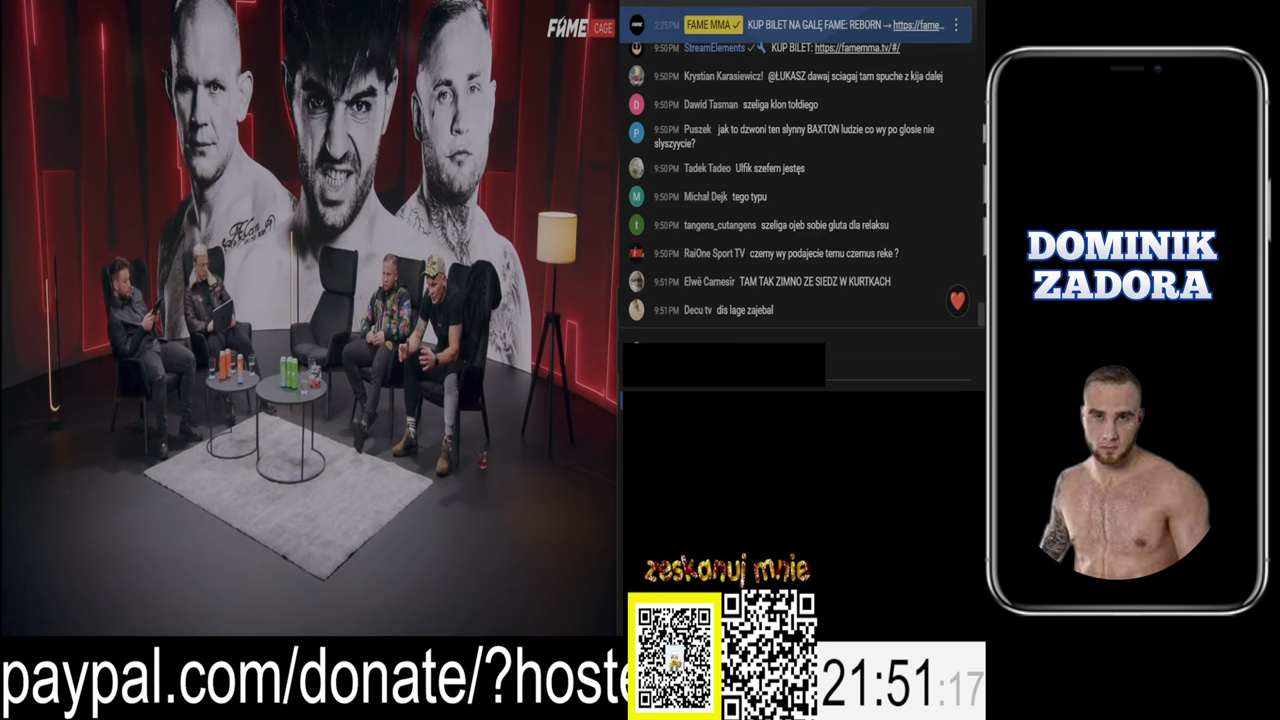 FAME CAGE
2:25PM FAME MMA ✓ KUP BILET NA GALĘ FAME: REBORN → https://fame...
9:50PM StreamElements KUP BILET: https://famemma.tv/#/
9:50PM Krystian Karasiewicz! @ŁUKASZ dawaj sciagaj tam spuche z kija dalej
D 9:50PM Dawid Tasman szeliga klon tołdiego
P 9:50PM Puszek jak to dzwoni ten slynny BAXTON ludzie co wy po glosie nie
slyszyycie?
9:50PM Tadek Tadeo Ulfik szefem jestęs
M 9:50PM Michał Dejk tego typu
t 9:50PM tangens_cutangens szeliga ojeb sobie gluta dla relaksu
9:50PM RaiOne Sport TV czemy wy podajecie temu czemus reke ?
9:51PM Elwë Carnesir TAM TAK ZIMNO ZE SIEDZ W KURTKACH
9:51PM Decu tv dis lage zajebal
DOMINIK
ZADORA
zeskanuj mnie
paypal.com/donate/?hoste
21:51:17